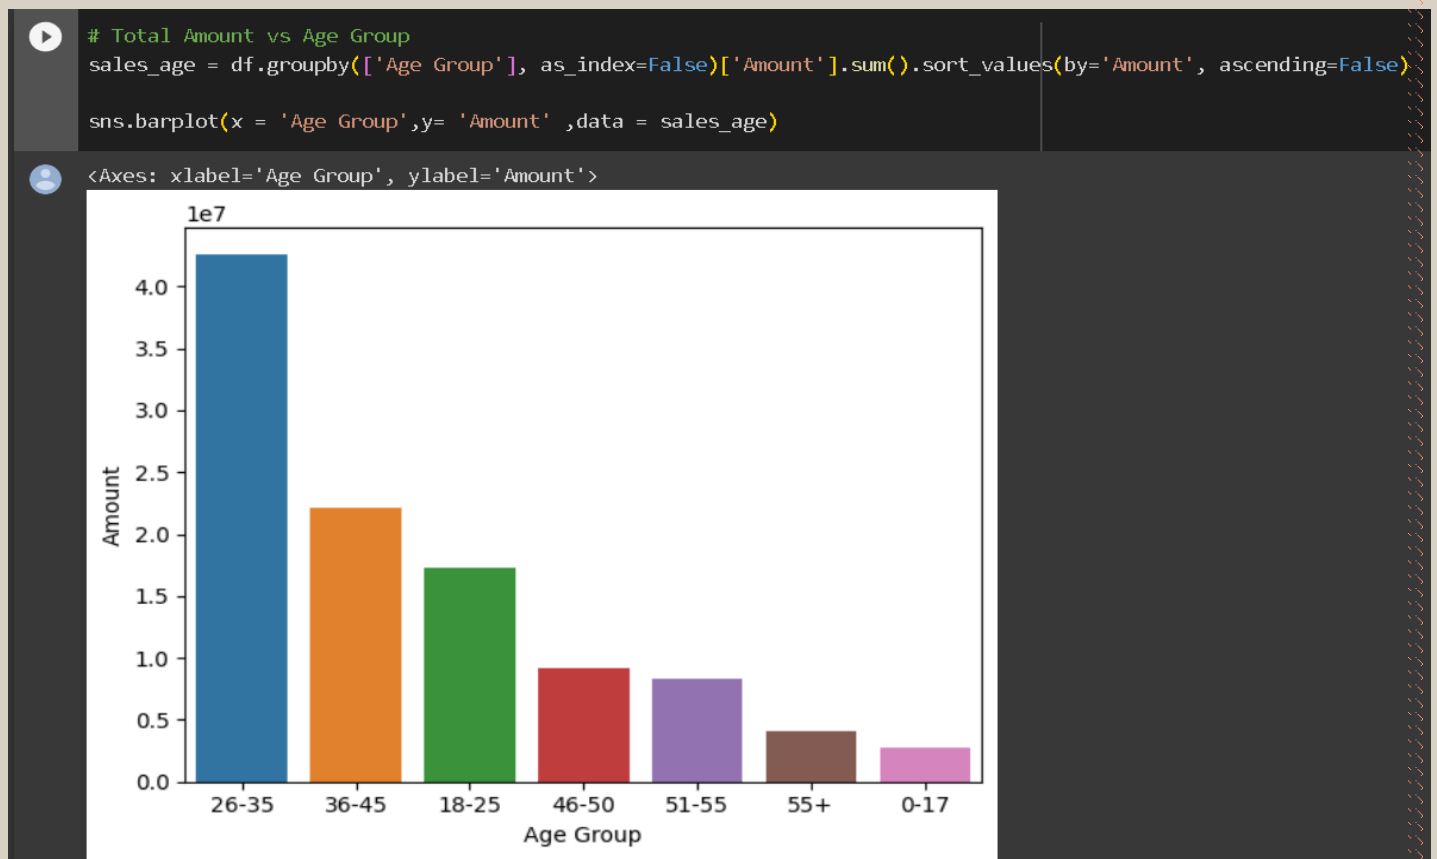 # Total Amount vs Age Group
sales_age = df.groupby(['Age Group'], as_index=False)['Amount'].sum().sort_values(by='Amount', ascending=False)
sns.barplot(x = 'Age Group',y= 'Amount' ,data = sales_age)
<Axes: xlabel='Age Group', ylabel='Amount'>
1e7
4.0
3.5
3.0
2.5
2.0
1.5
1.0
0.5
0.0
Amount
26-35 36-45 18-25 46-50 51-55 55+ 0-17
Age Group